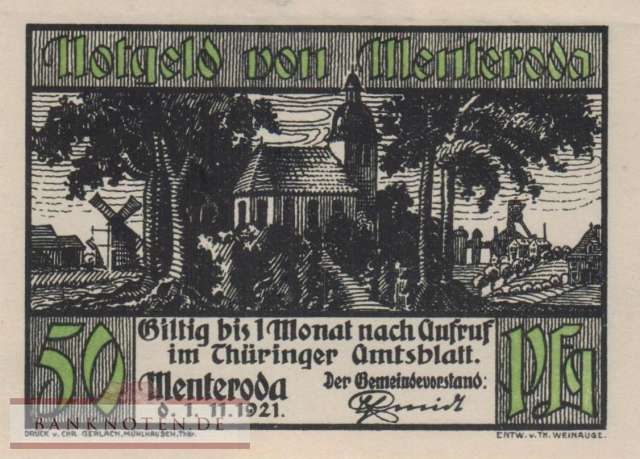 Notgeld von Menteroda
50
Giltig bis 1 Monat nach Aufruf
im Thüringer Amtsblatt.
Menteroda
d. 1. 11. 1921.
Der Gemeindevorstand:
Pfg
BANKNOTEN.DE
DRUCK v. CHR. GERLACH, MÜHLHAUSEN, Thür.
ENTW. v. TH. WEINAUGE.